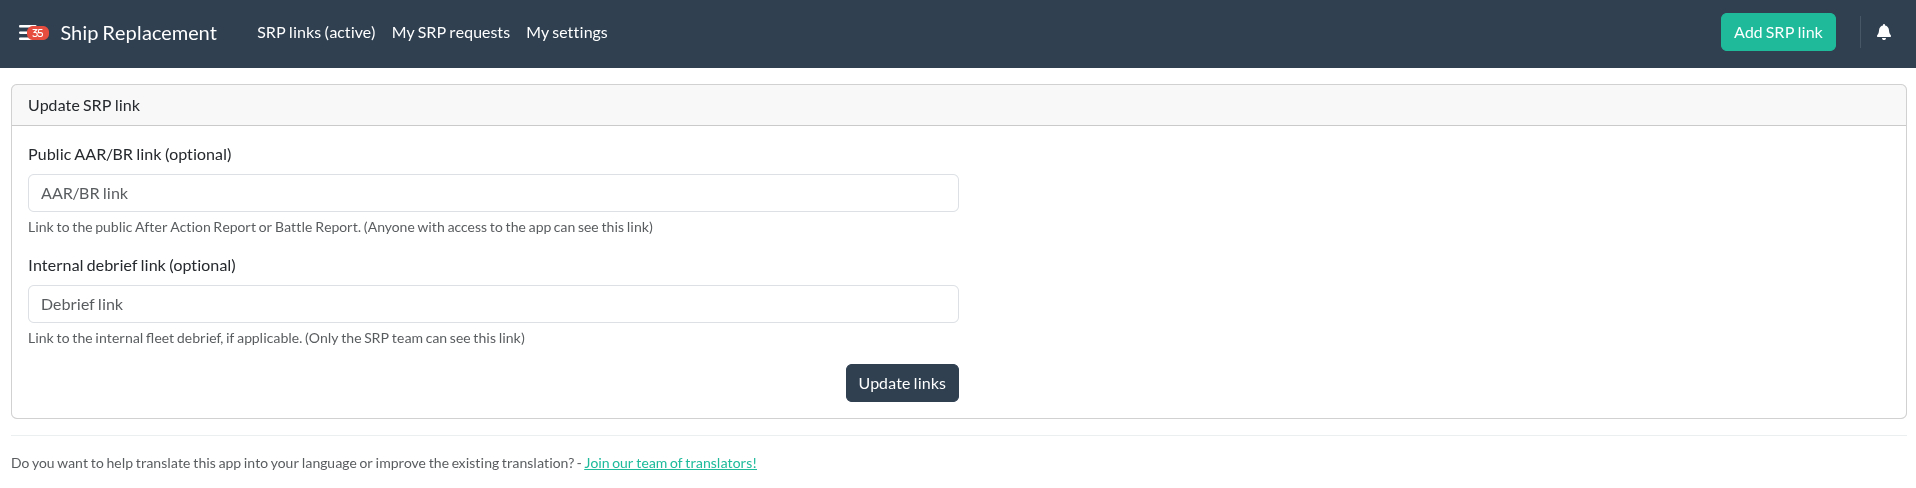 35 Ship Replacement SRP links (active) My SRP requests My settings Add SRP link
Update SRP link
Public AAR/BR link (optional)
AAR/BR link
Link to the public After Action Report or Battle Report. (Anyone with access to the app can see this link)
Internal debrief link (optional)
Debrief link
Link to the internal fleet debrief, if applicable. (Only the SRP team can see this link)
Update links
Do you want to help translate this app into your language or improve the existing translation? - Join our team of translators!